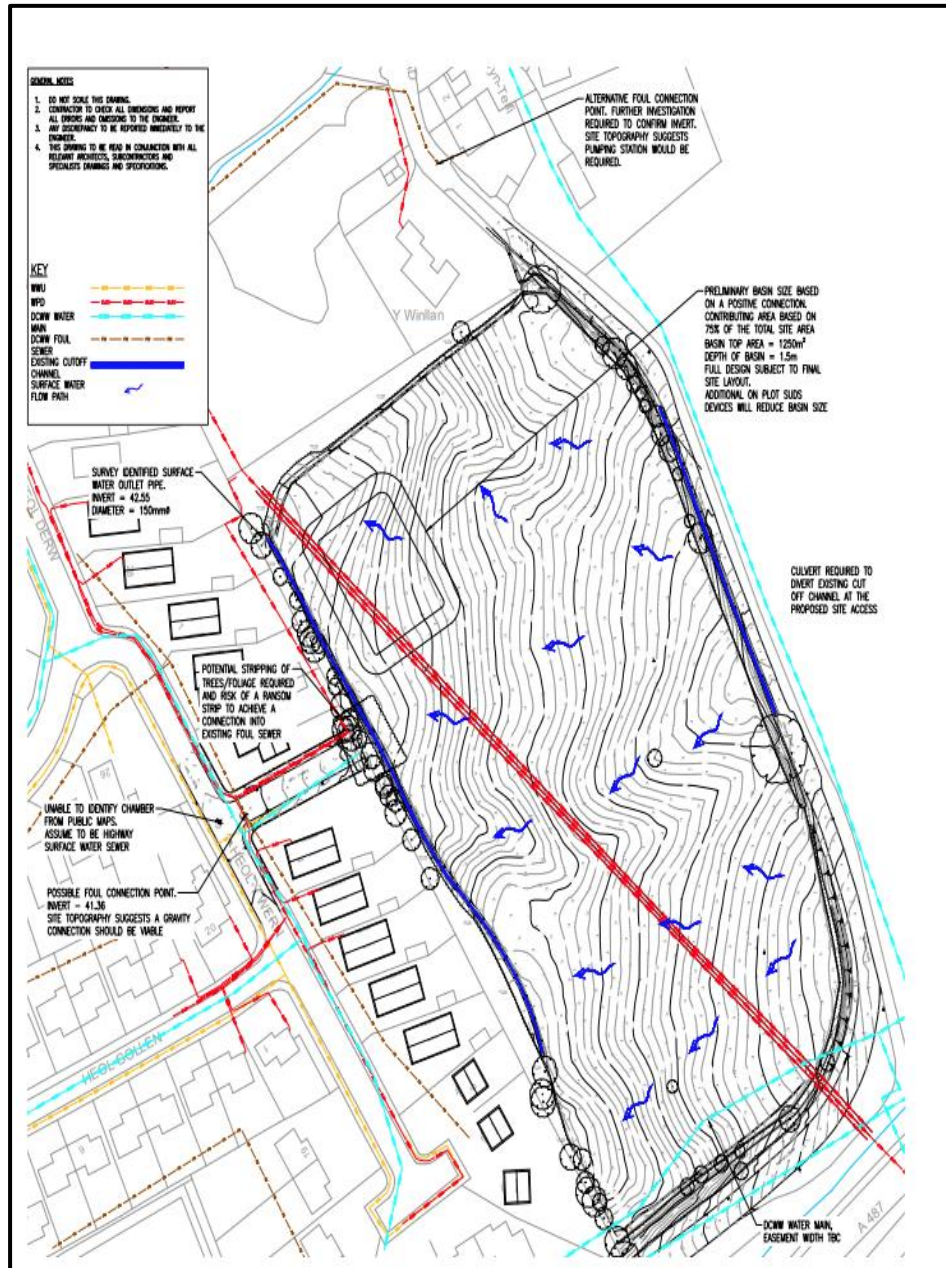 GENERAL NOTES
1. DO NOT SCALE THIS DRAWING.
2. CONTRACTOR TO CHECK ALL DIMENSIONS AND REPORT
ALL ERRORS AND OMISSIONS TO THE ENGINEER.
3. ANY DISCREPANCY TO BE REPORTED IMMEDIATELY TO THE
ENGINEER.
4. THIS DRAWING TO BE READ IN CONJUNCTION WITH ALL
RELEVANT ARCHITECTS, SUBCONTRACTORS AND
SPECIALISTS DRAWINGS AND SPECIFICATIONS.
KEY
WWU
WPD
DCWW WATER
MAIN
DCWW FOUL
SEWER
EXISTING CUTOFF
CHANNEL
SURFACE WATER
FLOW PATH
ALTERNATIVE FOUL CONNECTION
POINT. FURTHER INVESTIGATION
REQUIRED TO CONFIRM INVERT.
SITE TOPOGRAPHY SUGGESTS
PUMPING STATION WOULD BE
REQUIRED.
2
1
Y Winllan
PRELIMINARY BASIN SIZE BASED
ON A POSITIVE CONNECTION.
CONTRIBUTING AREA BASED ON
75% OF THE TOTAL SITE AREA
BASIN TOP AREA = 1250m²
DEPTH OF BASIN = 1.5m
FULL DESIGN SUBJECT TO FINAL
SITE LAYOUT.
ADDITIONAL ON PLOT SUDS
DEVICES WILL REDUCE BASIN SIZE
SURVEY IDENTIFIED SURFACE
WATER OUTLET PIPE.
INVERT = 42.55
DIAMETER = 150mmØ
HEOL DERW
CULVERT REQUIRED TO
DIVERT EXISTING CUT
OFF CHANNEL AT THE
PROPOSED SITE ACCESS
POTENTIAL STRIPPING OF
TREES/FOLIAGE REQUIRED
AND RISK OF A RANSOM
STRIP TO ACHIEVE A
CONNECTION INTO
EXISTING FOUL SEWER
26
UNABLE TO IDENTIFY CHAMBER
FROM PUBLIC MAPS.
ASSUME TO BE HIGHWAY
SURFACE WATER SEWER
HEOL
POSSIBLE FOUL CONNECTION POINT.
INVERT - 41.36
SITE TOPOGRAPHY SUGGESTS A GRAVITY
CONNECTION SHOULD BE VIABLE
20
HEOL COLLEN
6
19
DCWW WATER MAIN,
EASEMENT WIDTH TBC
A 487